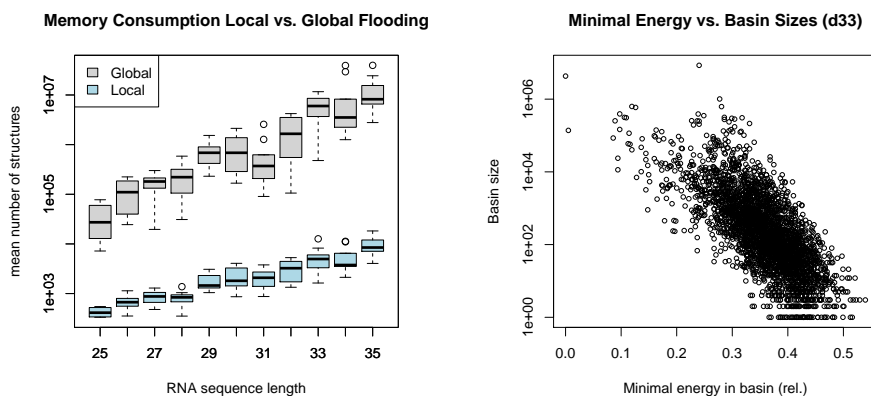 Memory Consumption Local vs. Global Flooding
mean number of structures
1e+03
1e+05
1e+07
Global
Local
25
27
29
31
33
35
RNA sequence length
Minimal Energy vs. Basin Sizes (d33)
Basin size
1e+00
1e+02
1e+04
1e+06
0.0
0.1
0.2
0.3
0.4
0.5
Minimal energy in basin (rel.)